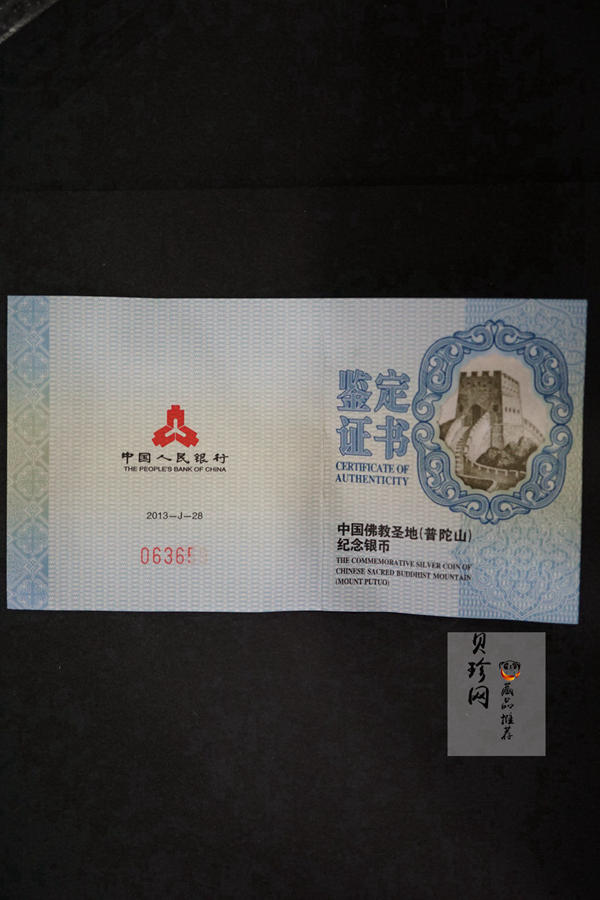 中国人民银行
THE PEOPLE'S BANK OF CHINA
2013-J-28
06365
鉴定
证书
CERTIFICATE OF
AUTHENTICITY
中国佛教圣地(普陀山)
纪念银币
THE COMMEMORATIVE SILVER COIN OF
CHINESE SACRED BUDDHIST MOUNTAIN
(MOUNT PUTUO)
贝珍网
藏品推荐